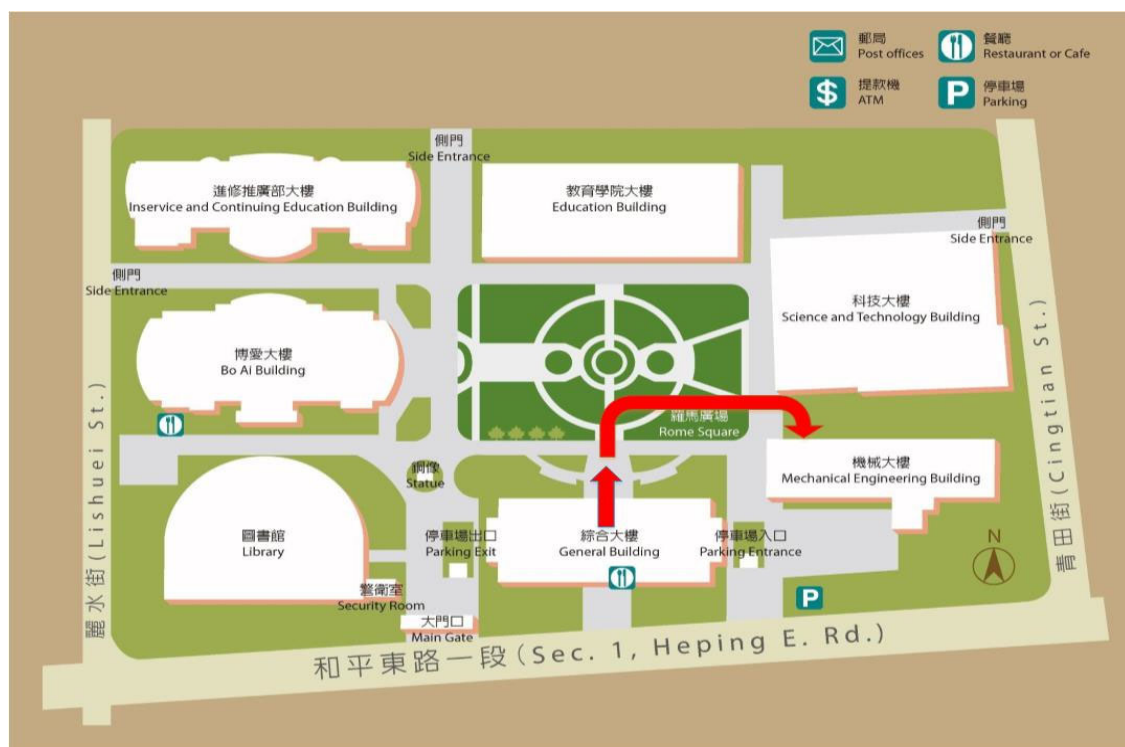 郵局
Post offices
餐廳
Restaurant or Cafe
$
提款機
ATM
P
停車場
Parking
側門
Side Entrance
進修推廣部大樓
Inservice and Continuing Education Building
教育學院大樓
Education Building
側門
Side Entrance
側門
Side Entrance
科技大樓
Science and Technology Building
博愛大樓
Bo Ai Building
羅馬廣場
Rome Square
機械大樓
Mechanical Engineering Building
銅像
Statue
圖書館
Library
停車場出口
Parking Exit
綜合大樓
General Building
停車場入口
Parking Entrance
N
警衛室
Security Room
P
大門口
Main Gate
麗水街(Lishuei St.)
青田街(Cingtian St.)
和平東路一段(Sec. 1, Heping E. Rd.)